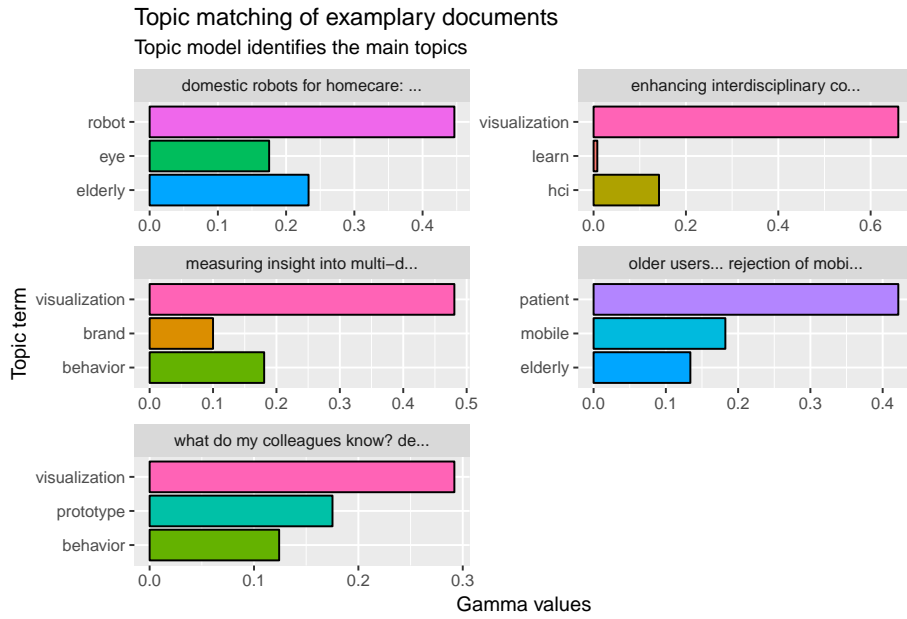 Topic matching of examplary documents
Topic model identifies the main topics
domestic robots for homecare: ...
robot
eye
elderly
0.0 0.1 0.2 0.3 0.4
enhancing interdisciplinary co...
visualization
learn
hci
0.0 0.2 0.4 0.6
measuring insight into multi−d...
visualization
brand
behavior
0.0 0.1 0.2 0.3 0.4 0.5
older users... rejection of mobi...
patient
mobile
elderly
0.0 0.2 0.4
what do my colleagues know? de...
visualization
prototype
behavior
0.0 0.1 0.2 0.3
Topic term
Gamma values